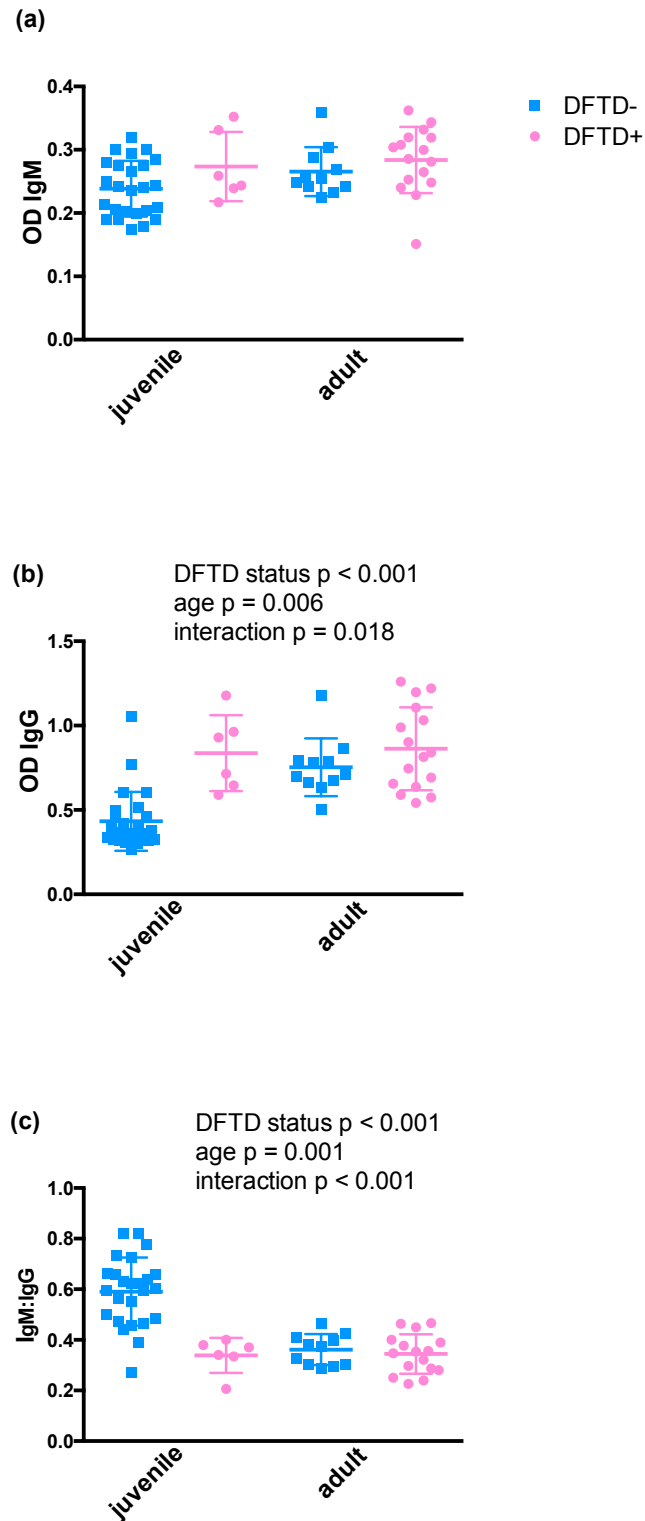 (a)
0.4
0.3
0.2
0.1
0.0
OD IgM
juvenile
adult
DFTD-
DFTD+
(b)
DFTD status p < 0.001
age p = 0.006
interaction p = 0.018
1.5
1.0
0.5
0.0
OD IgG
juvenile
adult
(c)
DFTD status p < 0.001
age p = 0.001
interaction p < 0.001
1.0
0.8
0.6
0.4
0.2
0.0
IgM:IgG
juvenile
adult